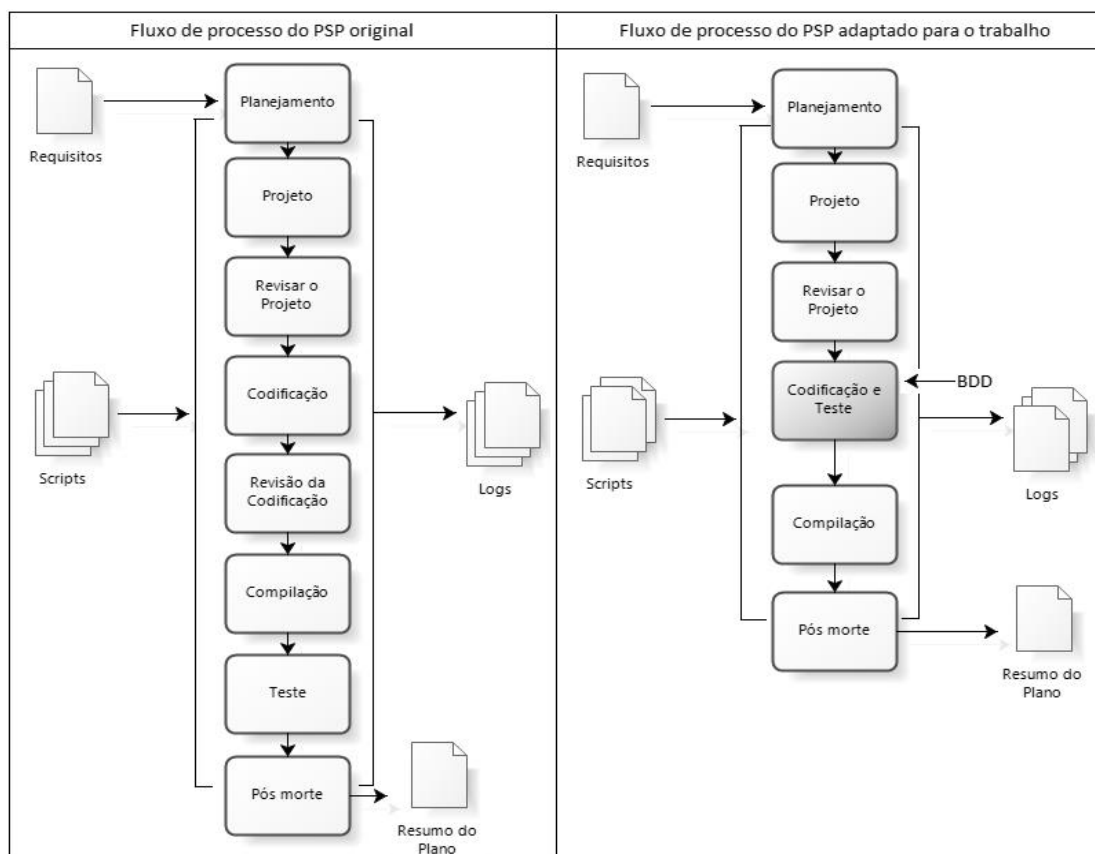 Fluxo de processo do PSP original
Requisitos
Planejamento
Projeto
Revisar o
Projeto
Codificação
Scripts
Logs
Revisão da
Codificação
Compilação
Teste
Pós morte
Resumo do
Plano
Fluxo de processo do PSP adaptado para o trabalho
Requisitos
Planejamento
Projeto
Revisar o
Projeto
Codificação e
Teste
BDD
Scripts
Logs
Compilação
Pós morte
Resumo do
Plano